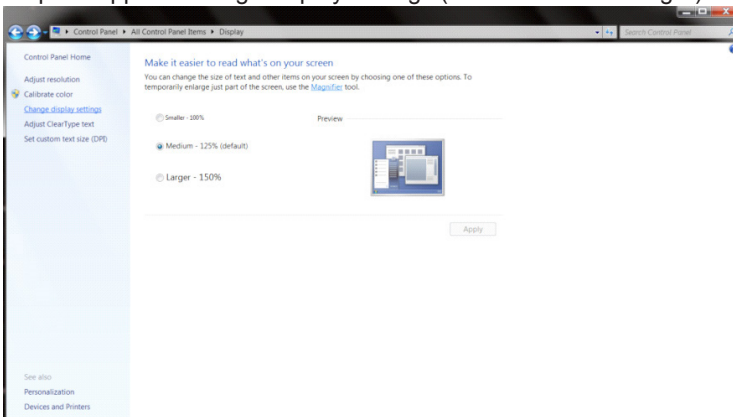 Control Panel ▸ All Control Panel Items ▸ Display
Search Control Panel
Control Panel Home
Adjust resolution
Calibrate color
Change display settings
Adjust ClearType text
Set custom text size (DPI)
Make it easier to read what's on your screen
You can change the size of text and other items on your screen by choosing one of these options. To
temporarily enlarge just part of the screen, use the Magnifier tool.
Smaller - 100%
Preview
Medium - 125% (default)
Larger - 150%
Apply
See also
Personalization
Devices and Printers